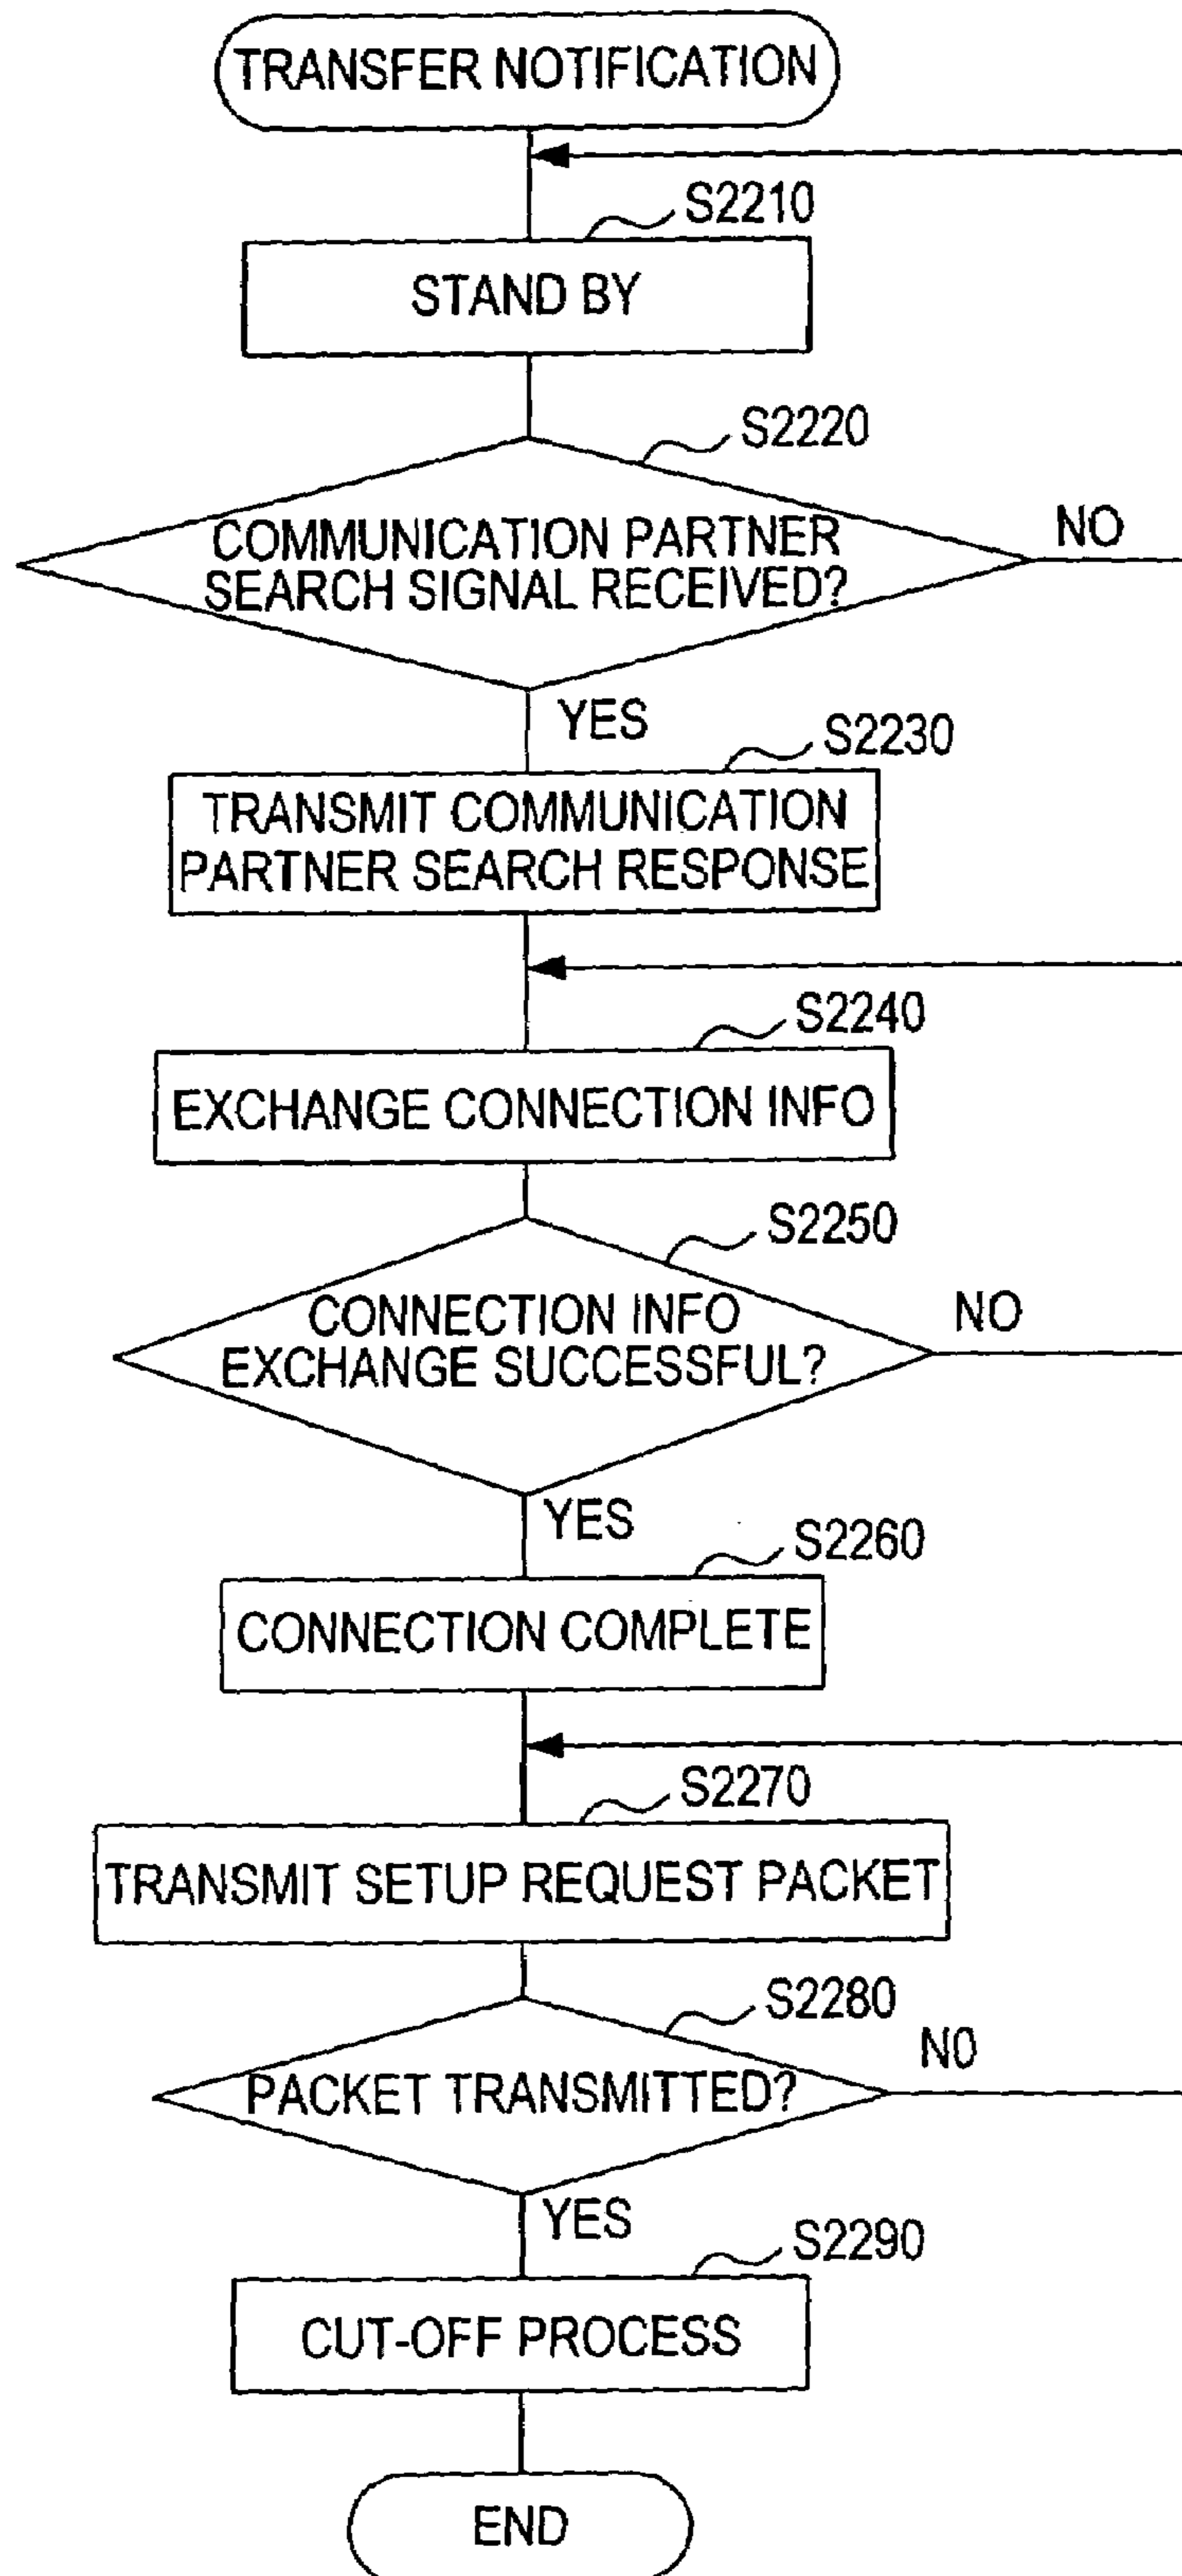 TRANSFER NOTIFICATION
S2210
STAND BY
S2220
COMMUNICATION PARTNER
SEARCH SIGNAL RECEIVED?
NO
YES
S2230
TRANSMIT COMMUNICATION
PARTNER SEARCH RESPONSE
S2240
EXCHANGE CONNECTION INFO
S2250
CONNECTION INFO
EXCHANGE SUCCESSFUL?
NO
YES
S2260
CONNECTION COMPLETE
S2270
TRANSMIT SETUP REQUEST PACKET
S2280
PACKET TRANSMITTED?
NO
YES
S2290
CUT-OFF PROCESS
END